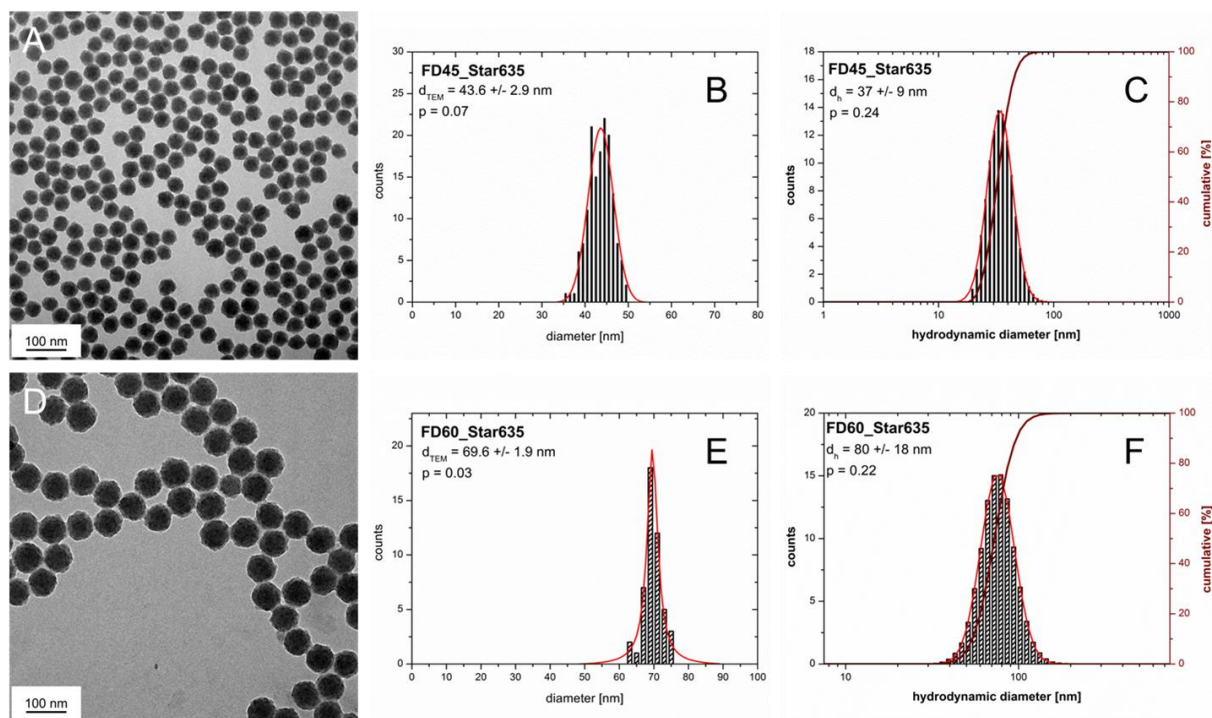 A
100 nm
FD45_Star635
d_TEM = 43.6 +/- 2.9 nm
p = 0.07
B
counts
30
25
20
15
10
5
0
0 10 20 30 40 50 60 70 80
diameter [nm]
FD45_Star635
d_h = 37 +/- 9 nm
p = 0.24
C
counts
18
16
14
12
10
8
6
4
2
0
1 10 100 1000
hydrodynamic diameter [nm]
100
80
60
40
20
0
cumulative [%]
D
100 nm
FD60_Star635
d_TEM = 69.6 +/- 1.9 nm
p = 0.03
E
counts
20
15
10
5
0
0 10 20 30 40 50 60 70 80 90 100
diameter [nm]
FD60_Star635
d_h = 80 +/- 18 nm
p = 0.22
F
counts
20
15
10
5
0
10 100
hydrodynamic diameter [nm]
100
80
60
40
20
0
cumulative [%]